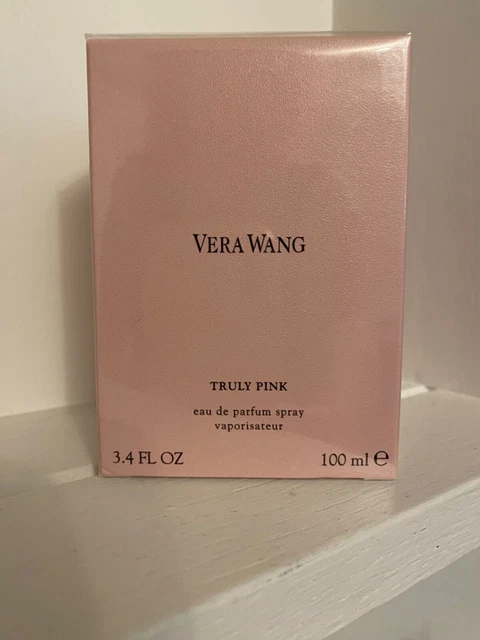 VERA WANG
TRULY PINK
eau de parfum spray
vaporisateur
3.4 FL OZ 100 ml ℮